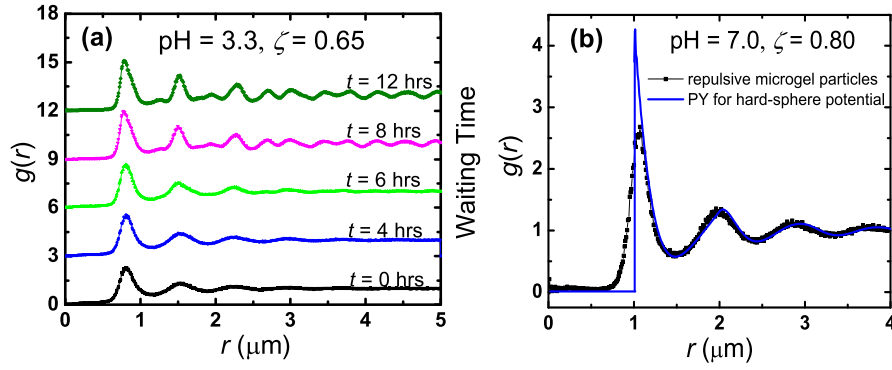 (a) pH = 3.3, ζ = 0.65
t = 12 hrs
t = 8 hrs
t = 6 hrs
t = 4 hrs
t = 0 hrs
18
15
12
9
6
3
0
g(r)
0 1 2 3 4 5
r (μm)
Waiting Time
(b) pH = 7.0, ζ = 0.80
repulsive microgel particles
PY for hard-sphere potential
4
3
2
1
0
g(r)
0 1 2 3 4
r (μm)